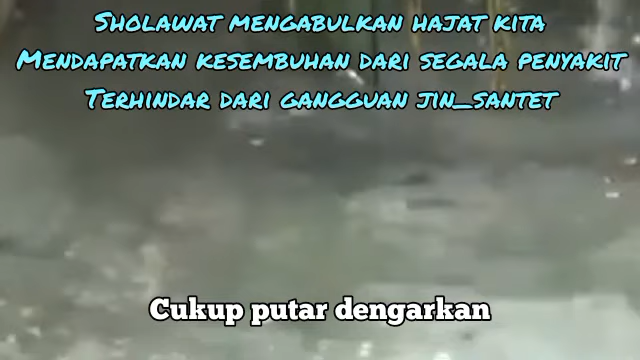 Sholawat mengabulkan hajat kita
Mendapatkan kesembuhan dari segala penyakit
Terhindar dari gangguan jin_santet
Cukup putar dengarkan